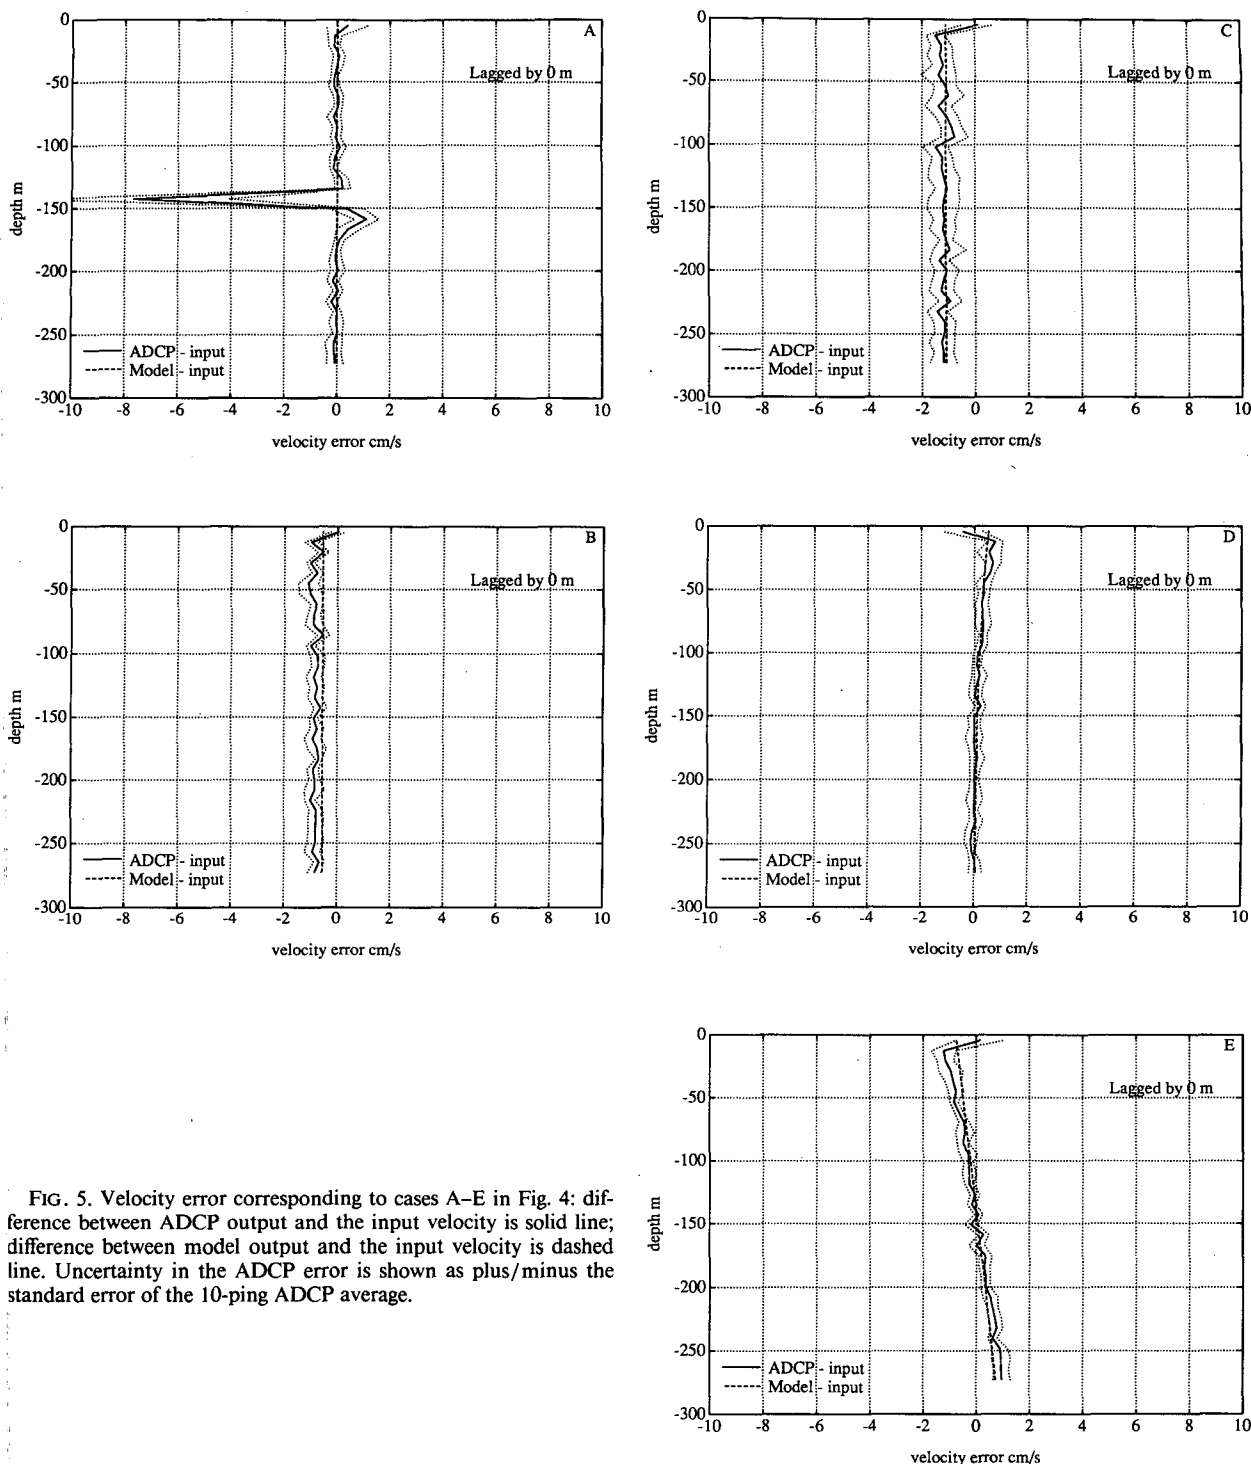 A
Lagged by 0 m
0
-50
-100
-150
-200
-250
-300
depth m
ADCP - input
Model - input
-10 -8 -6 -4 -2 0 2 4 6 8 10
velocity error cm/s
B
Lagged by 0 m
0
-50
-100
-150
-200
-250
-300
depth m
ADCP - input
Model - input
-10 -8 -6 -4 -2 0 2 4 6 8 10
velocity error cm/s
C
Lagged by 0 m
0
-50
-100
-150
-200
-250
-300
depth m
ADCP - input
Model - input
-10 -8 -6 -4 -2 0 2 4 6 8 10
velocity error cm/s
D
Lagged by 0 m
0
-50
-100
-150
-200
-250
-300
depth m
ADCP - input
Model - input
-10 -8 -6 -4 -2 0 2 4 6 8 10
velocity error cm/s
E
Lagged by 0 m
0
-50
-100
-150
-200
-250
-300
depth m
ADCP - input
Model - input
-10 -8 -6 -4 -2 0 2 4 6 8 10
velocity error cm/s
FIG. 5. Velocity error corresponding to cases A–E in Fig. 4: dif-
ference between ADCP output and the input velocity is solid line;
difference between model output and the input velocity is dashed
line. Uncertainty in the ADCP error is shown as plus/minus the
standard error of the 10-ping ADCP average.